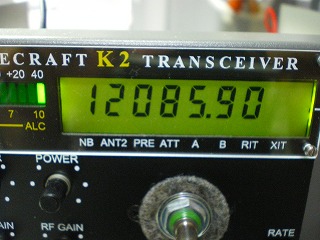 ECRAFT K2 TRANSCEIVER
+20 40
12085.90
7 10
ALC
NB ANT2 PRE ATT A B RIT XIT
POWER
RF GAIN
RATE